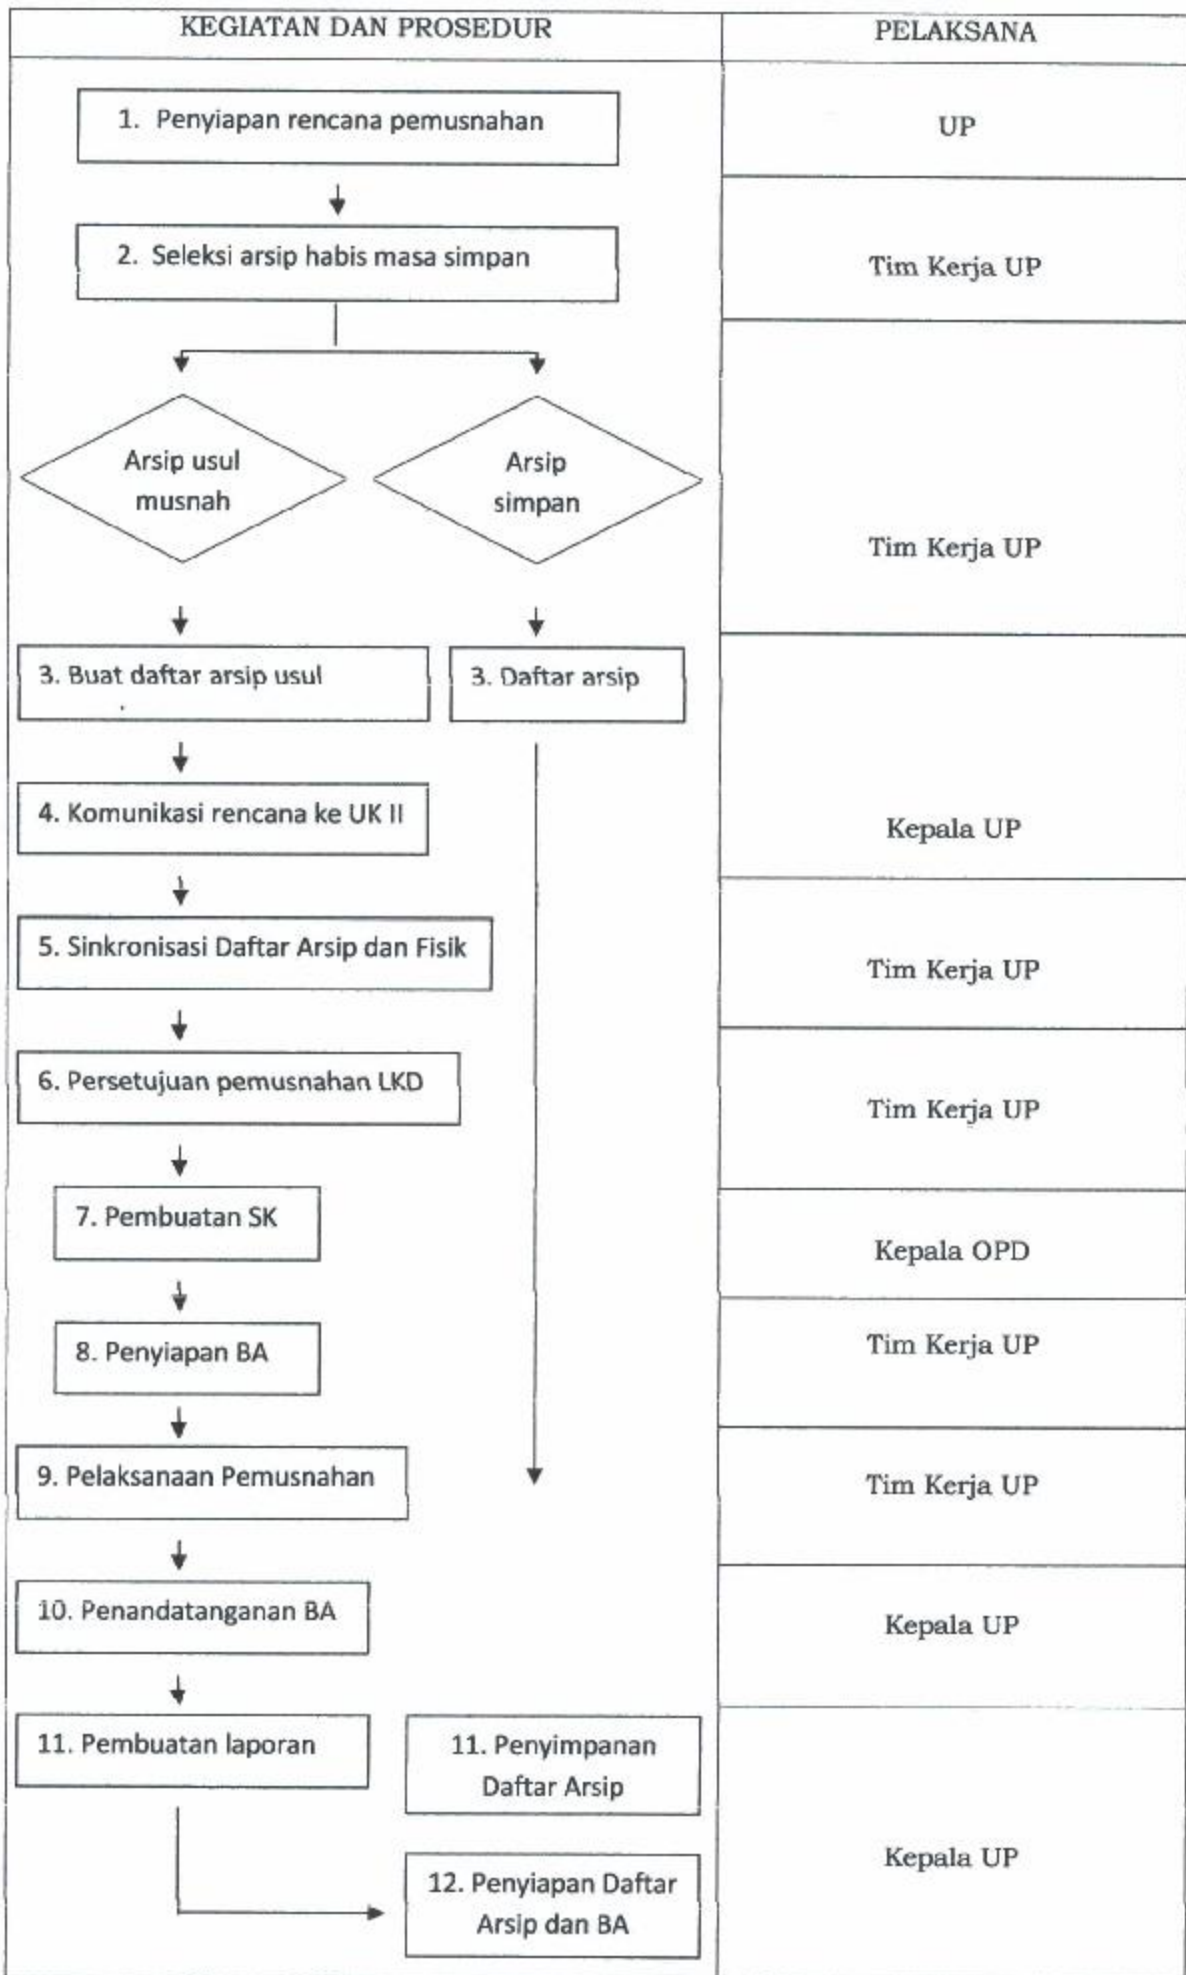 KEGIATAN DAN PROSEDUR
PELAKSANA
1. Penyiapan rencana pemusnahan
UP
2. Seleksi arsip habis masa simpan
Tim Kerja UP
Arsip usul
musnah
Arsip
simpan
Tim Kerja UP
3. Buat daftar arsip usul
3. Daftar arsip
4. Komunikasi rencana ke UK II
Kepala UP
5. Sinkronisasi Daftar Arsip dan Fisik
Tim Kerja UP
6. Persetujuan pemusnahan LKD
Tim Kerja UP
7. Pembuatan SK
Kepala OPD
8. Penyiapan BA
Tim Kerja UP
9. Pelaksanaan Pemusnahan
Tim Kerja UP
10. Penandatanganan BA
Kepala UP
11. Pembuatan laporan
11. Penyimpanan
Daftar Arsip
Kepala UP
12. Penyiapan Daftar
Arsip dan BA